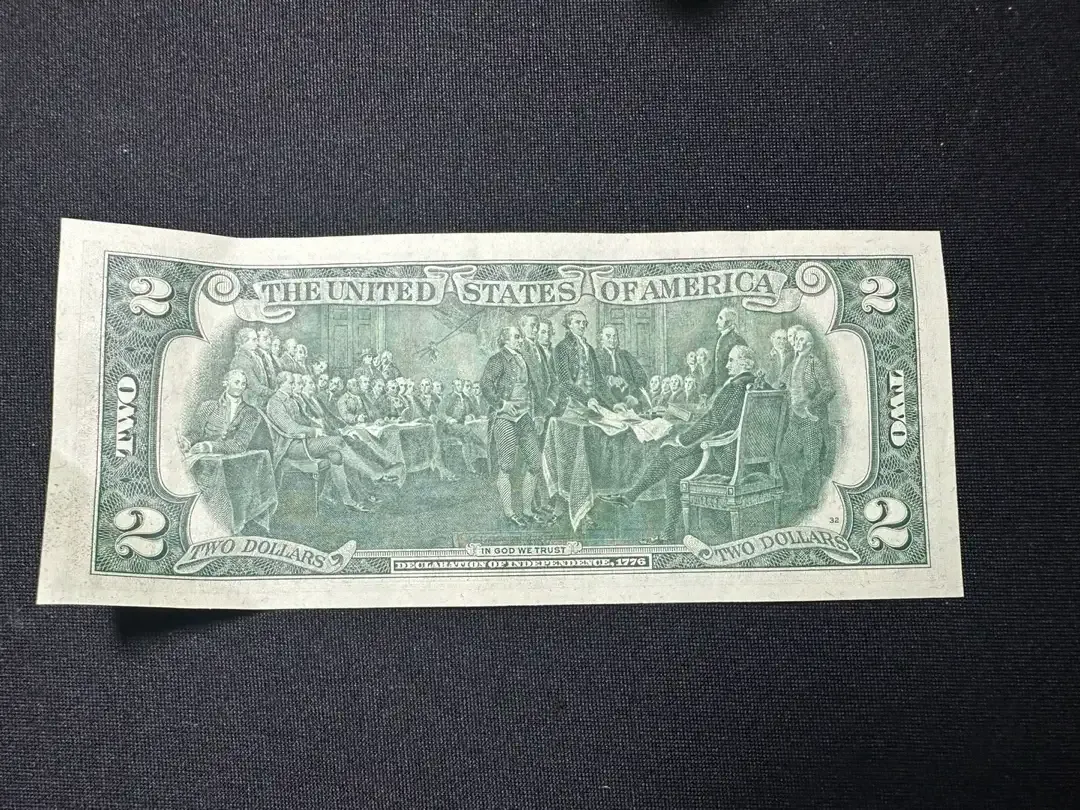 THE UNITED STATES OF AMERICA
2
2
TWO
TWO
2
2
32
TWO DOLLARS
TWO DOLLARS
IN GOD WE TRUST
DECLARATION OF INDEPENDENCE, 1776